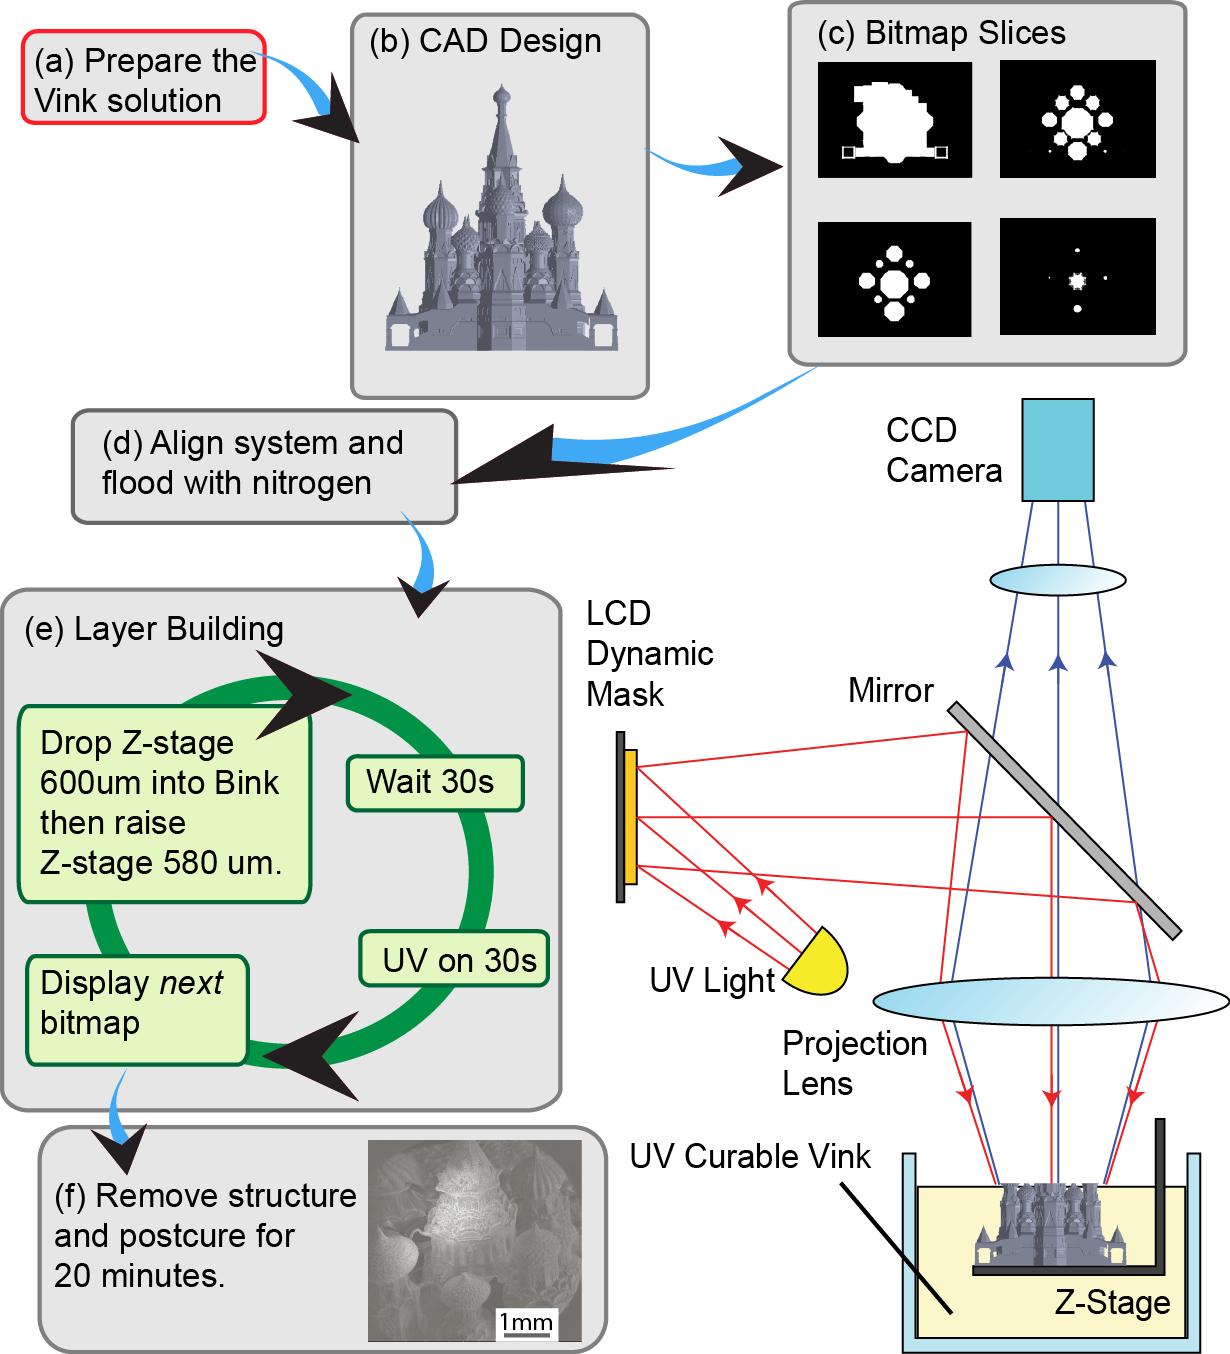 (a) Prepare the
Vink solution
(b) CAD Design
(c) Bitmap Slices
(d) Align system and
flood with nitrogen
(e) Layer Building
Drop Z-stage
600um into Bink
then raise
Z-stage 580 um.
Wait 30s
UV on 30s
Display next
bitmap
(f) Remove structure
and postcure for
20 minutes.
1mm
CCD
Camera
LCD
Dynamic
Mask
Mirror
UV Light
Projection
Lens
UV Curable Vink
Z-Stage